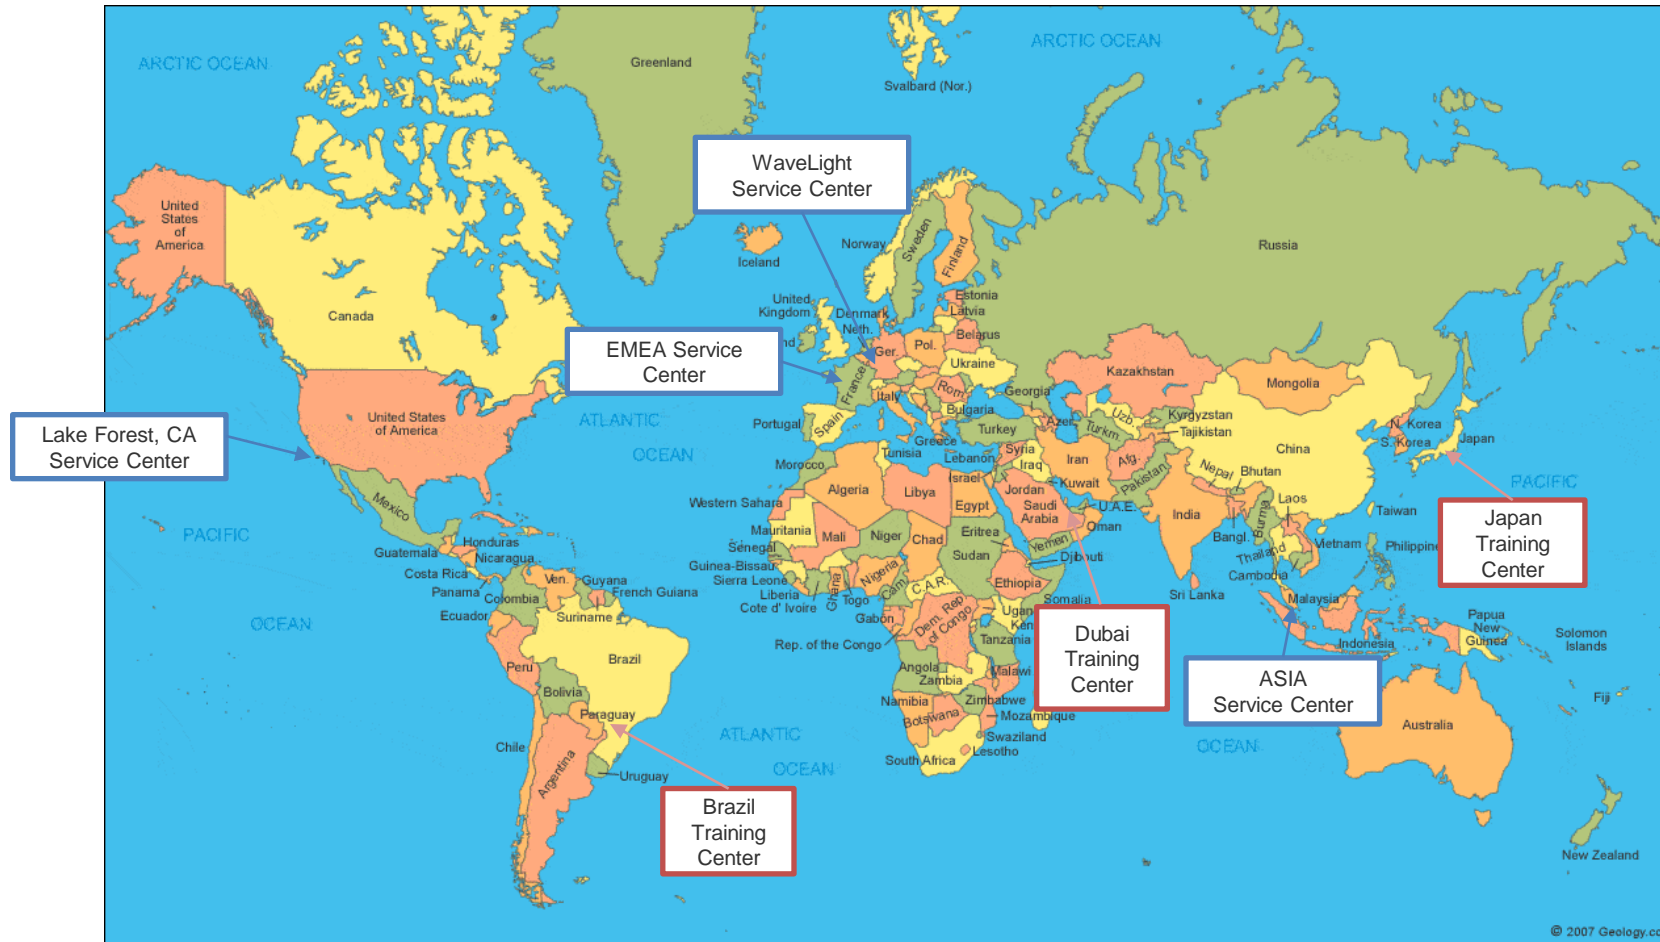 ARCTIC OCEAN
ARCTIC OCEAN
Greenland
Svalbard (Nor.)
WaveLight
Service Center
United
States
of
America
Canada
Iceland
Norway
Sweden
Finland
Russia
United
Kingdom
Denmark
Neth.
Estonia
Latvia
Belarus
EMEA Service
Center
Ger.
Pol.
Ukraine
France
Italy
Rom.
Bulgaria
Georgia
Kazakhstan
Mongolia
United States
of America
ATLANTIC
OCEAN
Portugal
Spain
Greece
Turkey
Azer.
Uzb.
Turkm.
Kyrgyzstan
Tajikistan
China
N. Korea
S. Korea
Japan
Lake Forest, CA
Service Center
Tunisia
Lebanon
Syria
Iraq
Iran
Afg.
Pakistan
Nepal
Bhutan
Morocco
Algeria
Libya
Israel
Egypt
Jordan
Kuwait
Saudi
Arabia
U.A.E.
Oman
India
Bangl.
Burma
Laos
Taiwan
PACIFIC
Mexico
Western Sahara
Mauritania
Mali
Niger
Chad
Sudan
Eritrea
Yemen
Djibouti
Thailand
Vietnam
Cambodia
Philippine
Japan
Training
Center
PACIFIC
OCEAN
Honduras
Guatemala
Nicaragua
Costa Rica
Panama
Ven.
Guyana
French Guiana
Colombia
Suriname
Ecuador
Senegal
Guinea-Bissau
Sierra Leone
Liberia
Cote d' Ivoire
Ghana
Togo
Nigeria
Cam.
C.A.R.
Ethiopia
Somalia
Sri Lanka
Malaysia
Indonesia
Papua
New
Guinea
Solomon
Islands
Gabon
Rep. of the Congo
Dem. Rep
of Congo
Ugan
Ken
Tanzania
Dubai
Training
Center
ASIA
Service Center
Fiji
Peru
Brazil
Bolivia
Paraguay
Chile
Argentina
Uruguay
Brazil
Training
Center
ATLANTIC
OCEAN
Angola
Zambia
Malawi
Namibia
Zimbabwe
Botswana
Mozambique
Swaziland
Lesotho
South Africa
OCEAN
Australia
New Zealand
© 2007 Geology.co